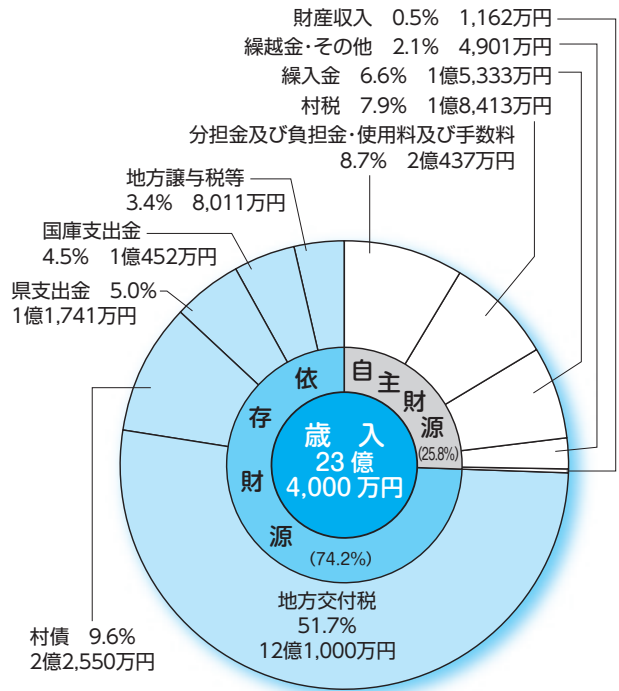 財産収入 0.5% 1,162万円
繰越金・その他 2.1% 4,901万円
繰入金 6.6% 1億5,333万円
村税 7.9% 1億8,413万円
分担金及び負担金・使用料及び手数料
8.7% 2億437万円
地方譲与税等
3.4% 8,011万円
国庫支出金
4.5% 1億452万円
県支出金 5.0%
1億1,741万円
自主財源
(25.8%)
依存財源
(74.2%)
歳入
23億
4,000万円
地方交付税
51.7%
12億1,000万円
村債 9.6%
2億2,550万円